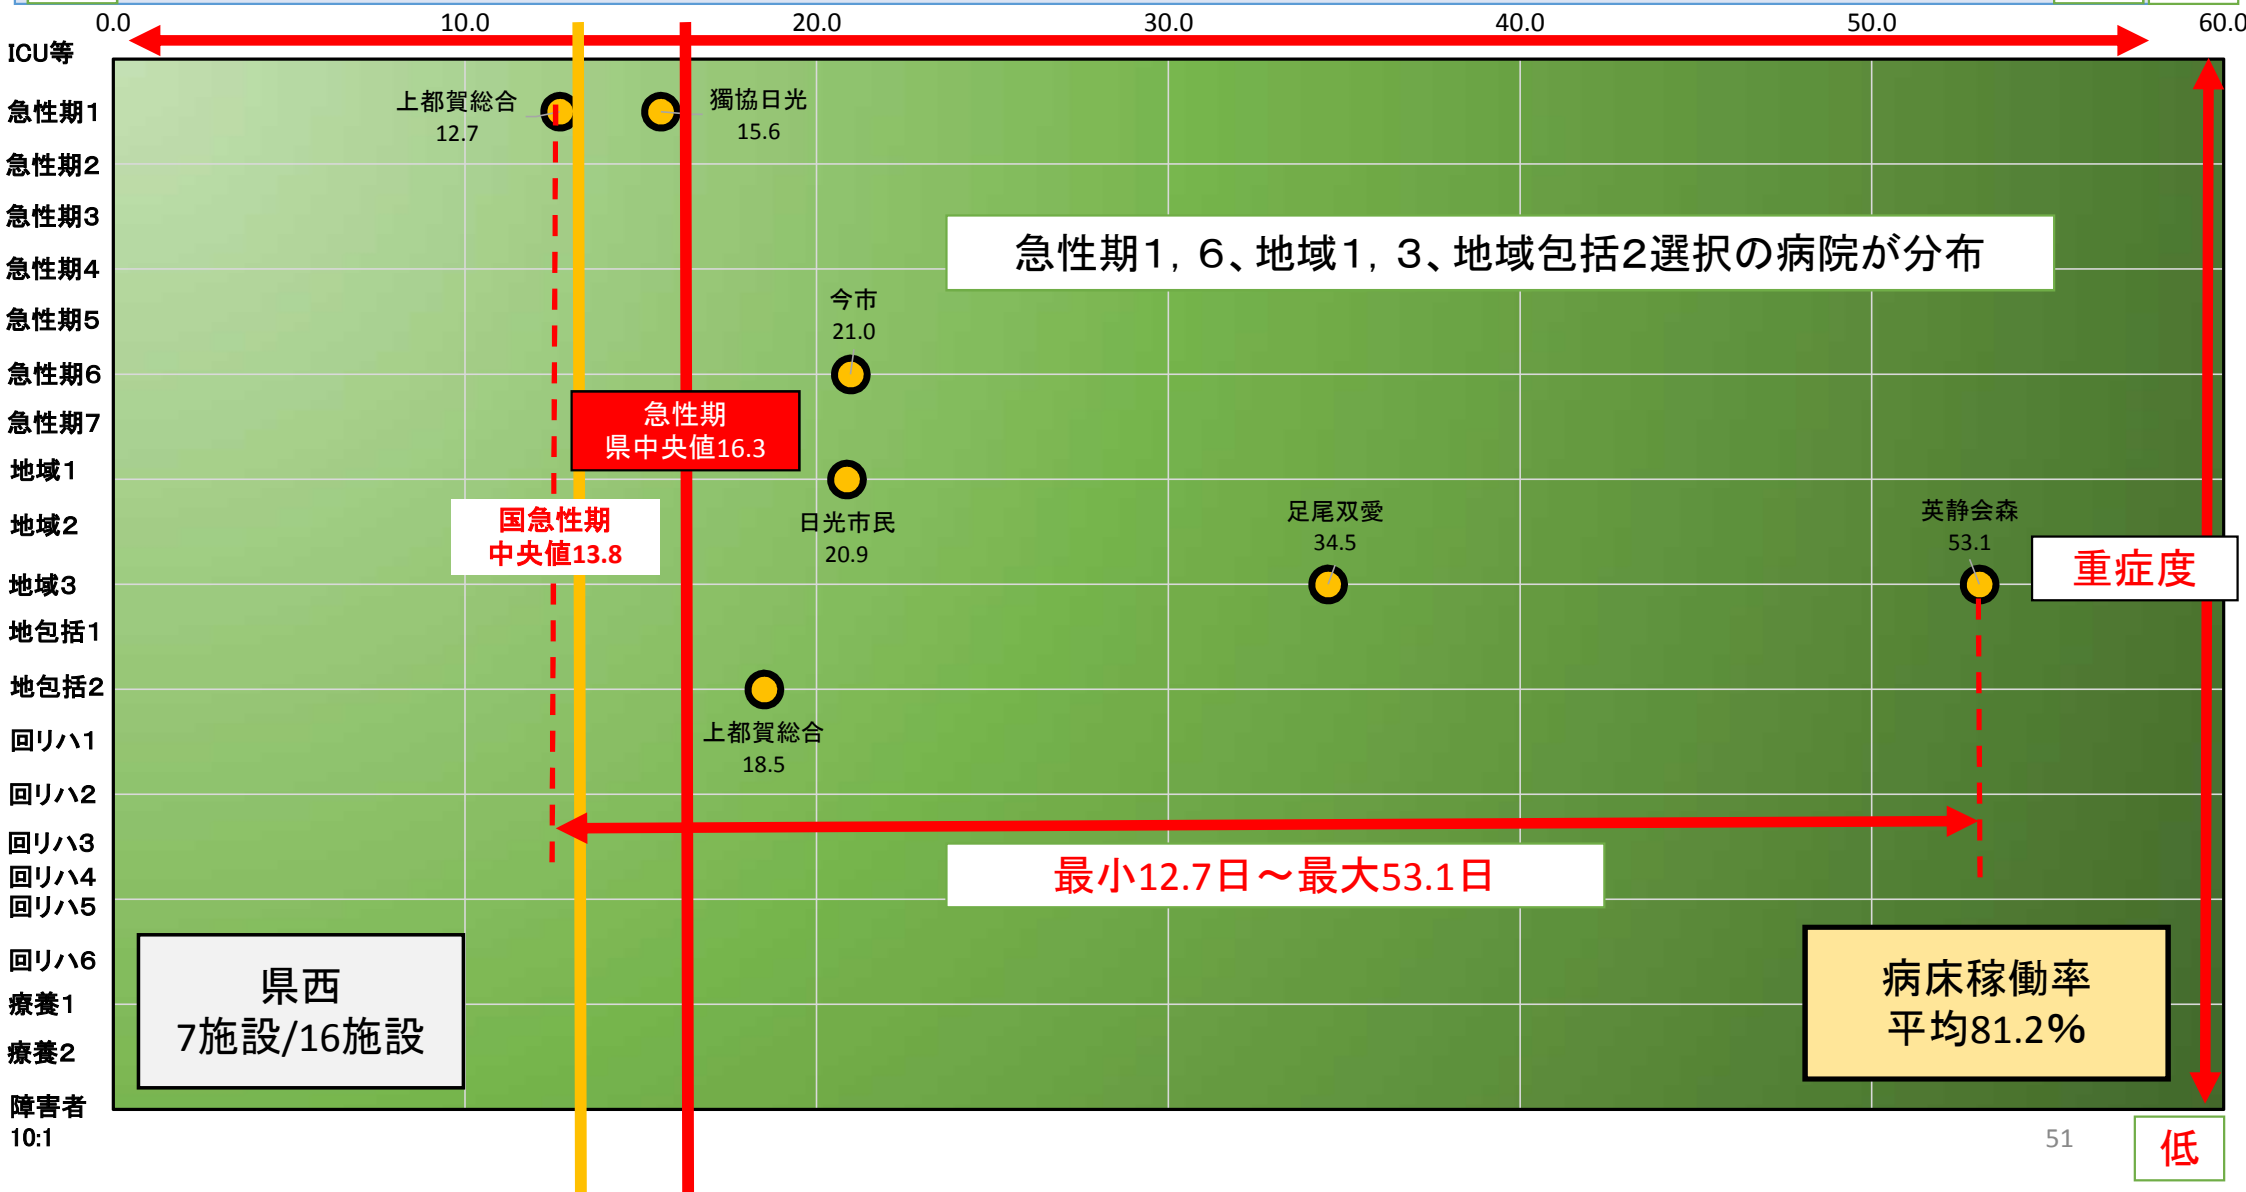 0.0 10.0 20.0 30.0 40.0 50.0 60.0
ICU等
急性期1
急性期2
急性期3
急性期4
急性期5
急性期6
急性期7
地域1
地域2
地域3
地包括1
地包括2
回リハ1
回リハ2
回リハ3
回リハ4
回リハ5
回リハ6
療養1
療養2
障害者
10:1
上都賀総合
12.7
獨協日光
15.6
急性期1，6、地域1，3、地域包括2選択の病院が分布
今市
21.0
急性期
県中央値16.3
国急性期
中央値13.8
日光市民
20.9
足尾双愛
34.5
英静会森
53.1
重症度
上都賀総合
18.5
最小12.7日～最大53.1日
県西
7施設/16施設
病床稼働率
平均81.2%
51
低